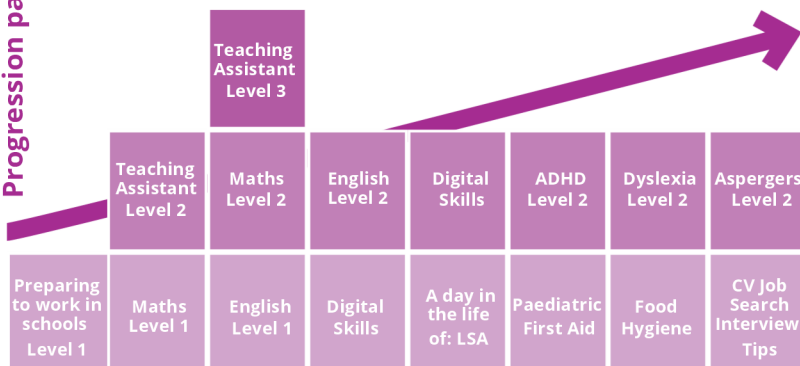 Progression pa
Teaching
Assistant
Level 3
Teaching
Assistant
Level 2
Maths
Level 2
English
Level 2
Digital
Skills
ADHD
Level 2
Dyslexia
Level 2
Aspergers
Level 2
Preparing
to work in
schools
Level 1
Maths
Level 1
English
Level 1
Digital
Skills
A day in
the life
of: LSA
Paediatric
First Aid
Food
Hygiene
CV Job
Search
Interview
Tips